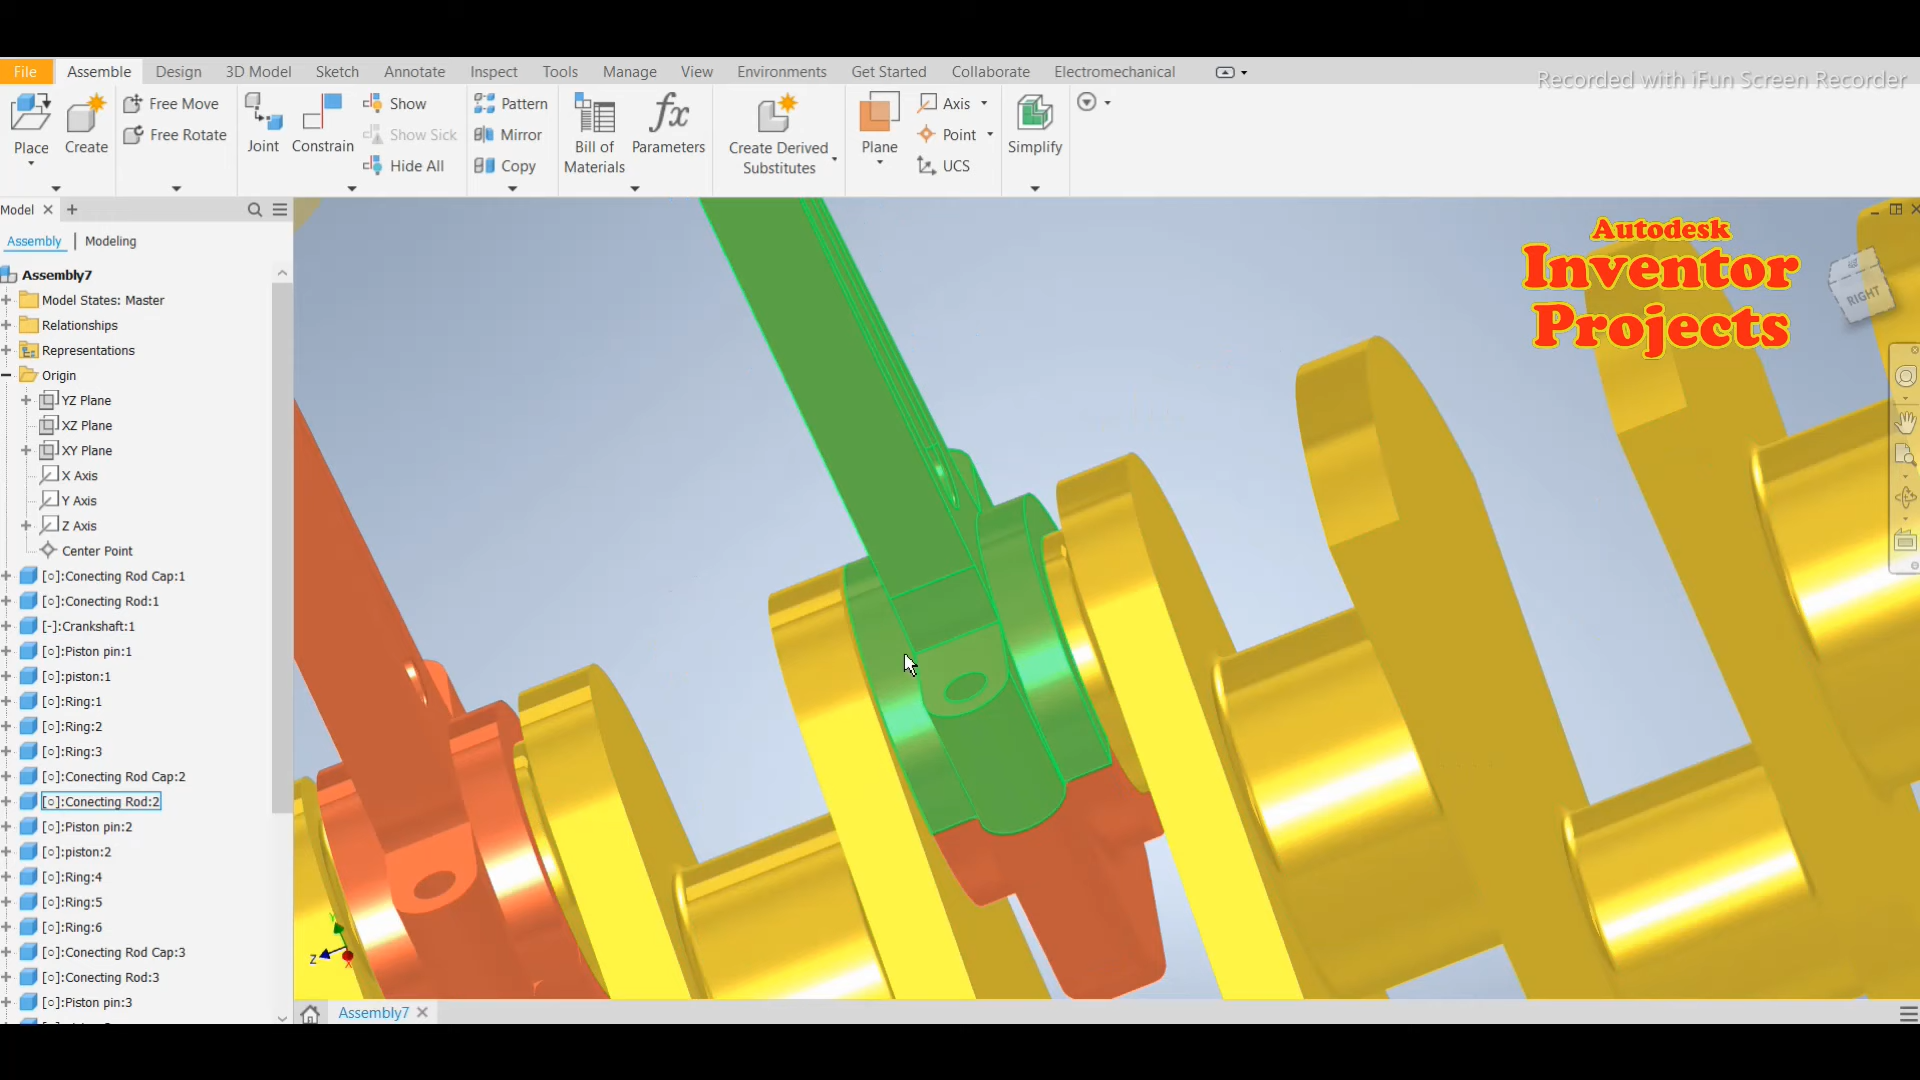 File Assemble Design 3D Model Sketch Annotate Inspect Tools Manage View Environments Get Started Collaborate Electromechanical
Recorded with iFun Screen Recorder
Place
Create
Free Move
Free Rotate
Joint
Constrain
Show
Show Sick
Hide All
Pattern
Mirror
Copy
Bill of
Materials
fx
Parameters
Create Derived
Substitutes
Plane
Axis
Point
UCS
Simplify
Model
Assembly | Modeling
Assembly7
Model States: Master
Relationships
Representations
Origin
YZ Plane
XZ Plane
XY Plane
X Axis
Y Axis
Z Axis
Center Point
[○]:Conecting Rod Cap:1
[○]:Conecting Rod:1
[-]:Crankshaft:1
[○]:Piston pin:1
[○]:piston:1
[○]:Ring:1
[○]:Ring:2
[○]:Ring:3
[○]:Conecting Rod Cap:2
[○]:Conecting Rod:2
[○]:Piston pin:2
[○]:piston:2
[○]:Ring:4
[○]:Ring:5
[○]:Ring:6
[○]:Conecting Rod Cap:3
[○]:Conecting Rod:3
[○]:Piston pin:3
Autodesk
Inventor
Projects
RIGHT
Y
Z
X
Assembly7